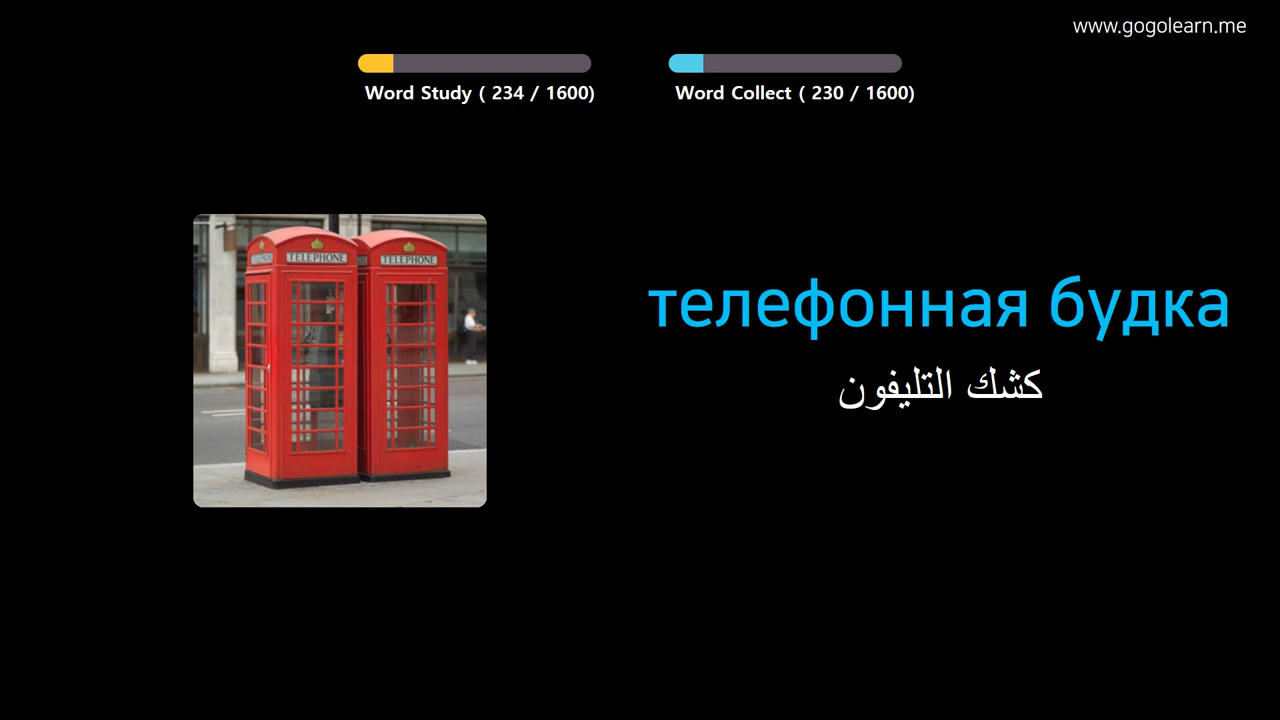 www.gogolearn.me
Word Study ( 234 / 1600)
Word Collect ( 230 / 1600)
TELEPHONE
TELEPHONE
телефонная будка
كشك التليفون